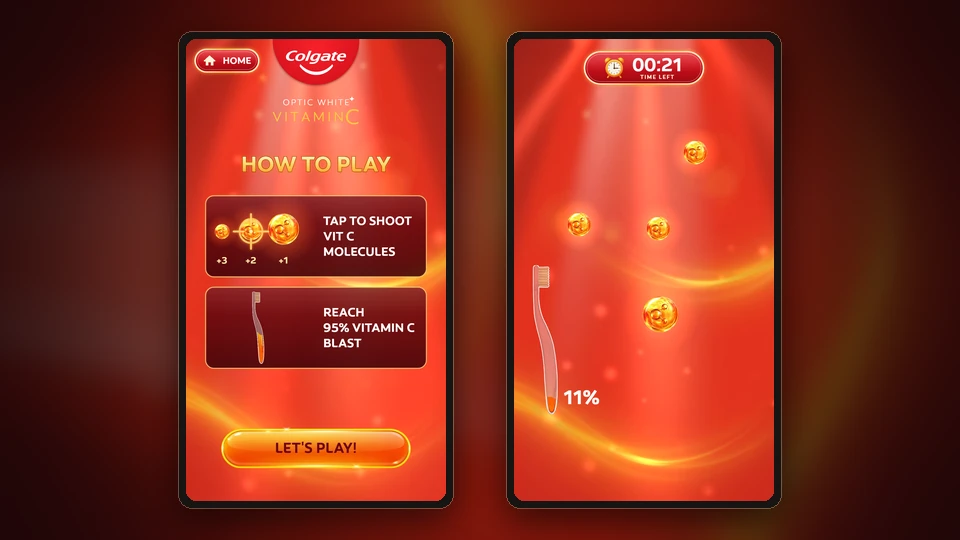 HOME
Colgate
OPTIC WHITE
VITAMIN C
HOW TO PLAY
TAP TO SHOOT
VIT C
MOLECULES
+3 +2 +1
REACH
95% VITAMIN C
BLAST
LET'S PLAY!
00:21
TIME LEFT
11%